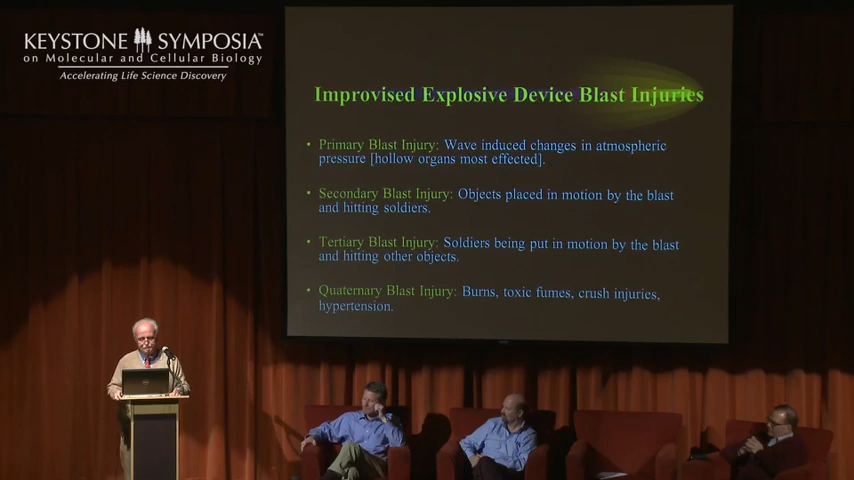 KEYSTONE SYMPOSIA™
on Molecular and Cellular Biology
Accelerating Life Science Discovery
Improvised Explosive Device Blast Injuries
• Primary Blast Injury: Wave induced changes in atmospheric
pressure [hollow organs most effected].
• Secondary Blast Injury: Objects placed in motion by the blast
and hitting soldiers.
• Tertiary Blast Injury: Soldiers being put in motion by the blast
and hitting other objects.
• Quaternary Blast Injury: Burns, toxic fumes, crush injuries,
hypertension.